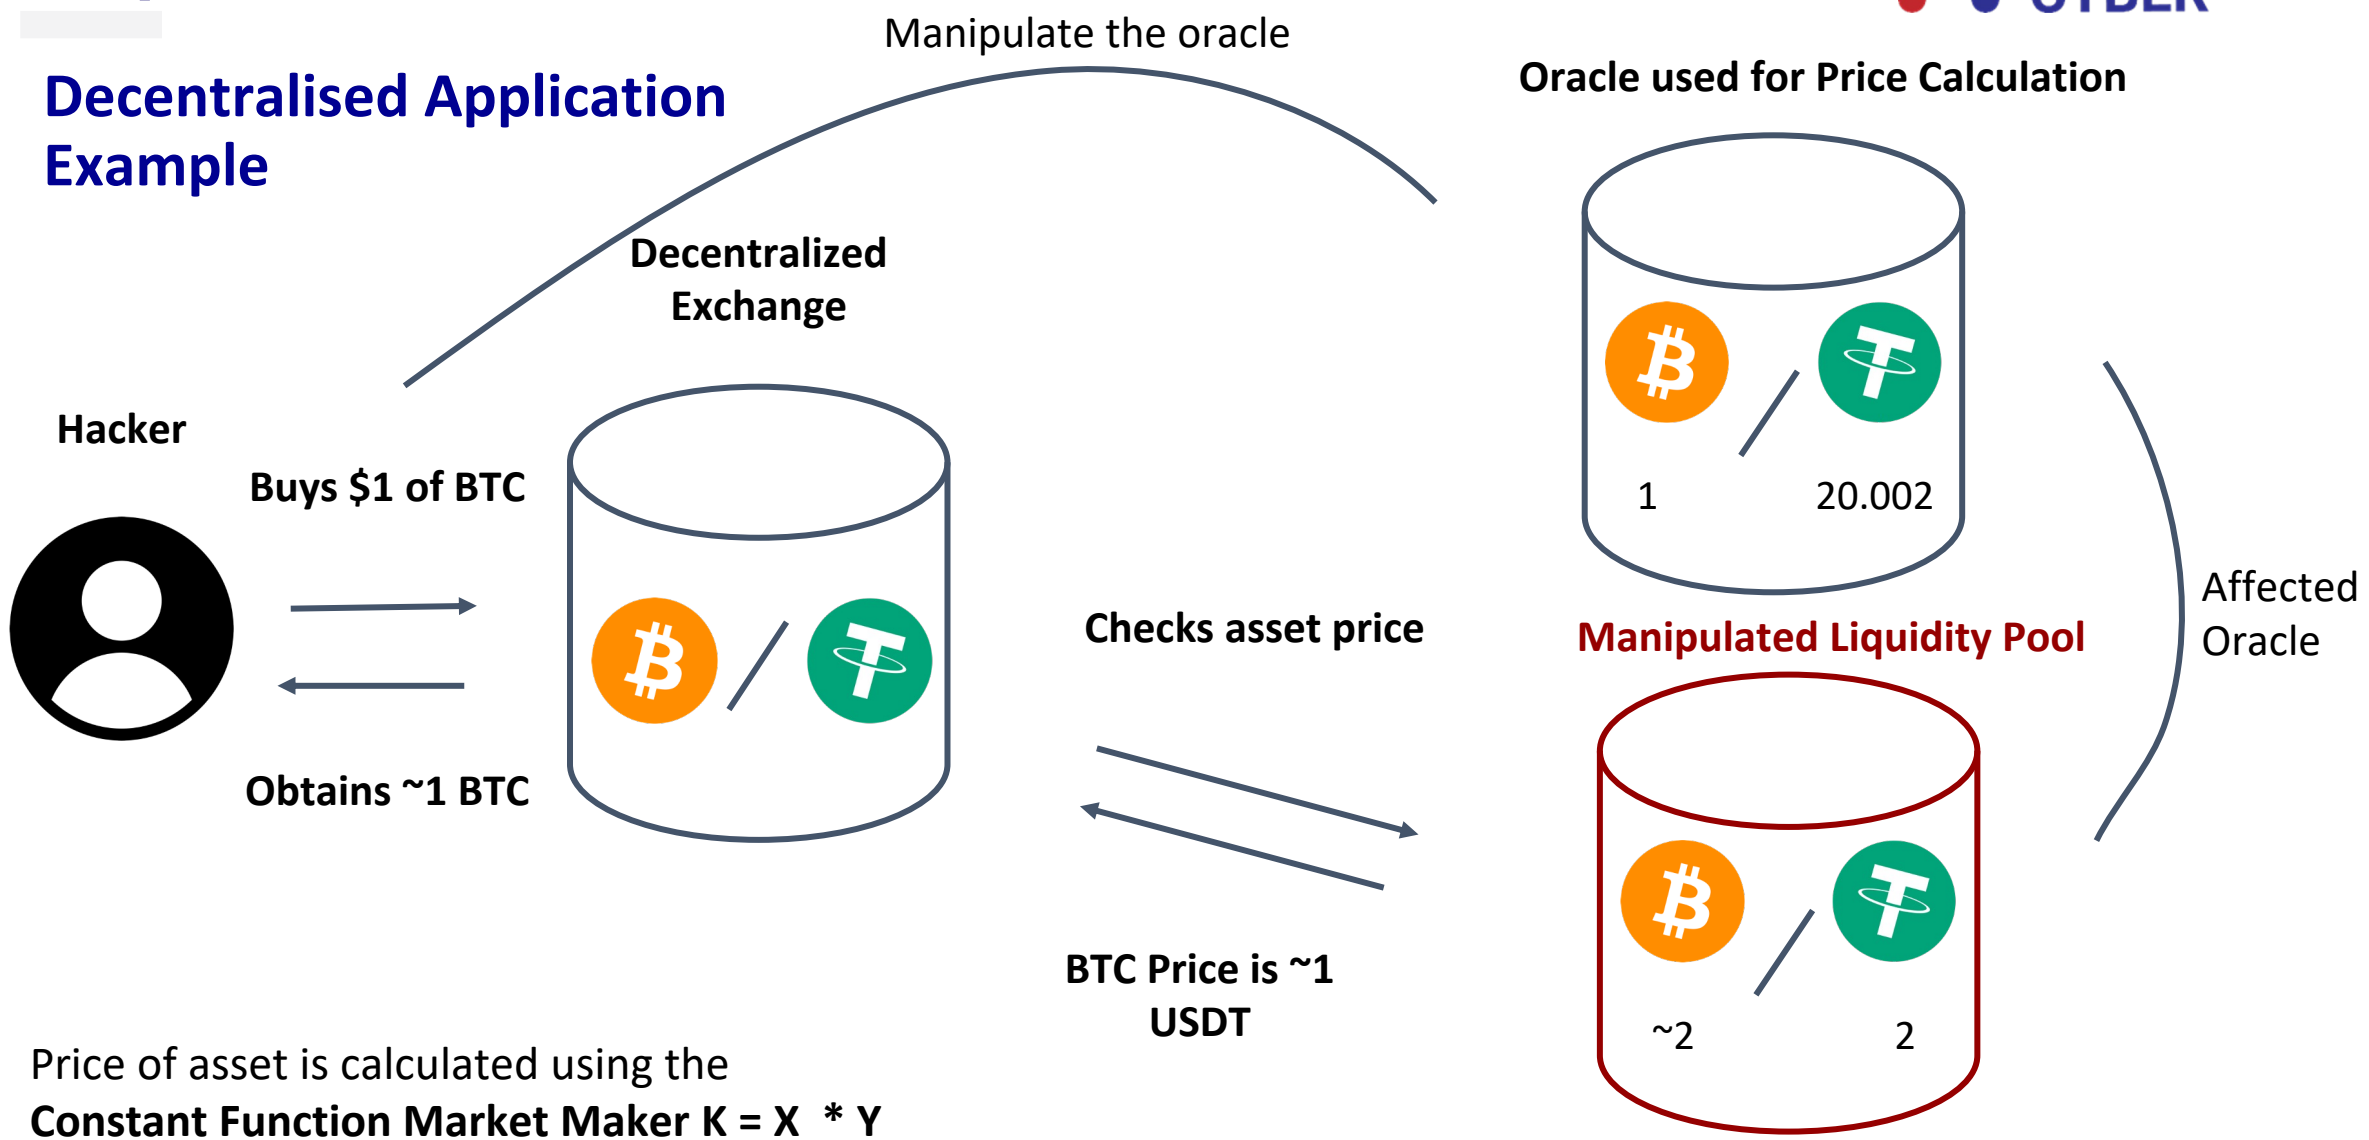 CYBER
Manipulate the oracle
Oracle used for Price Calculation
Decentralised Application
Example
Decentralized
Exchange
Hacker
Buys $1 of BTC
1
20.002
Affected
Oracle
Checks asset price
Manipulated Liquidity Pool
Obtains ~1 BTC
BTC Price is ~1
USDT
~2
2
Price of asset is calculated using the
Constant Function Market Maker K = X * Y